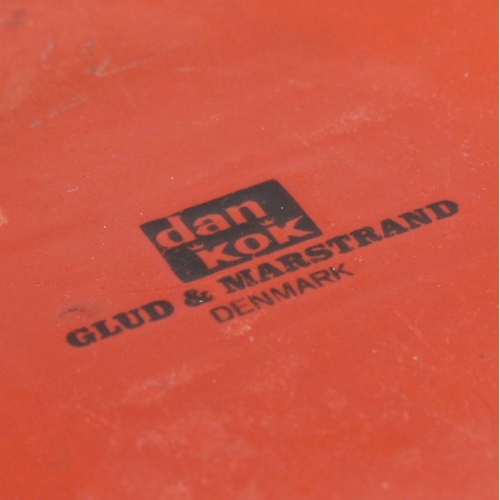 dan
kok
GLUD & MARSTRAND
DENMARK